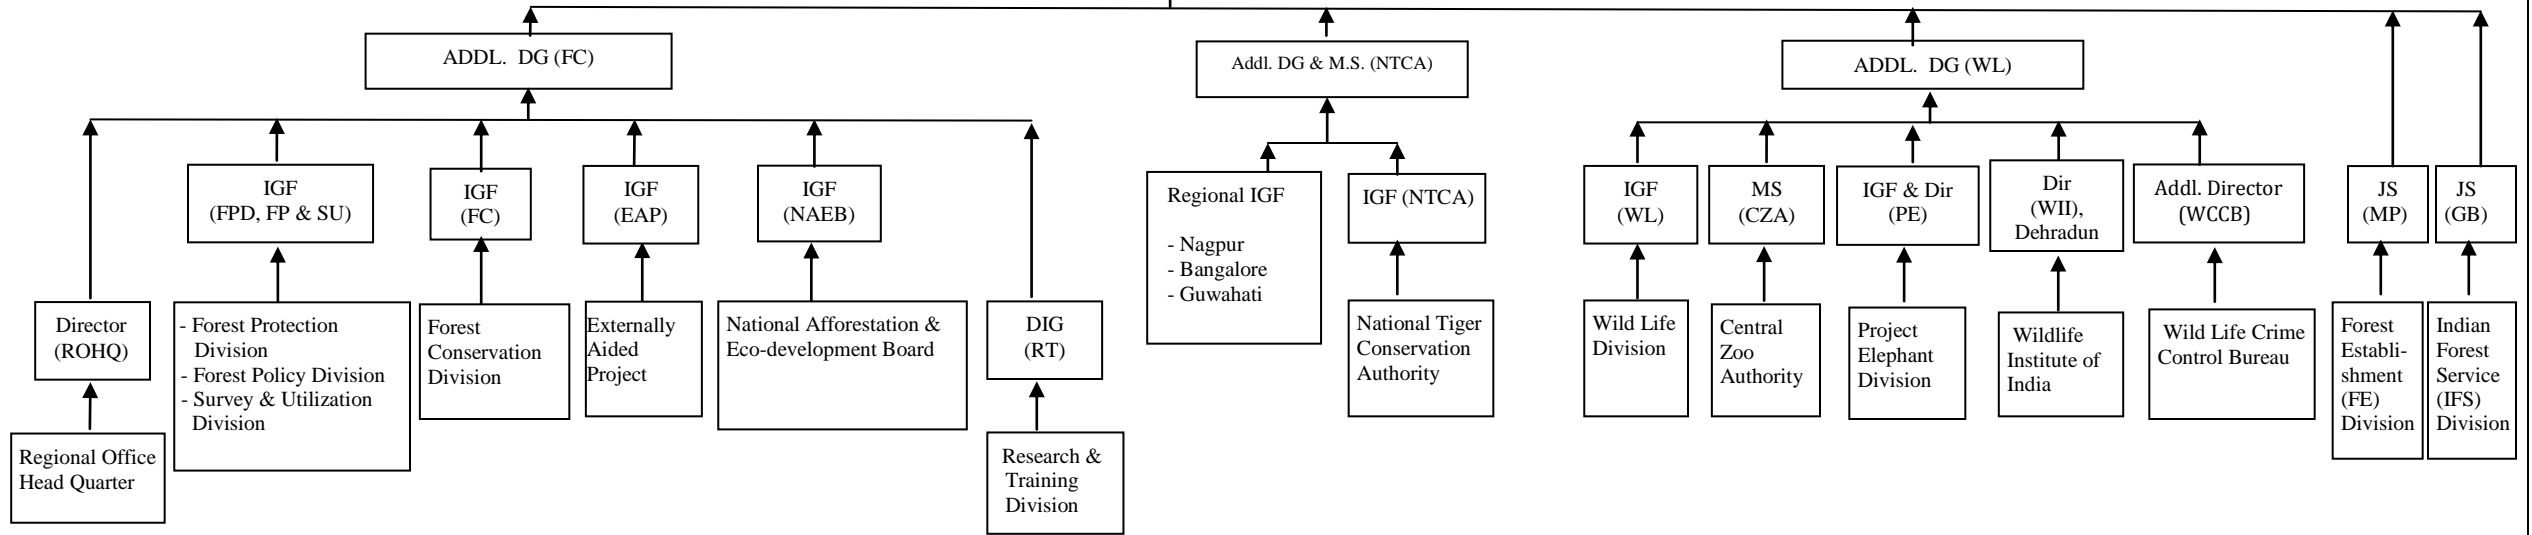 ADDL. DG (FC)
Addl. DG & M.S. (NTCA)
ADDL. DG (WL)
IGF
(FPD, FP & SU)
IGF
(FC)
IGF
(EAP)
IGF
(NAEB)
Regional IGF
- Nagpur
- Bangalore
- Guwahati
IGF (NTCA)
IGF
(WL)
MS
(CZA)
IGF & Dir
(PE)
Dir
(WII),
Dehradun
Addl. Director
(WCCB)
JS
(MP)
JS
(GB)
Director
(ROHQ)
- Forest Protection
Division
- Forest Policy Division
- Survey & Utilization
Division
Forest
Conservation
Division
Externally
Aided
Project
National Afforestation &
Eco-development Board
DIG
(RT)
National Tiger
Conservation
Authority
Wild Life
Division
Central
Zoo
Authority
Project
Elephant
Division
Wildlife
Institute of
India
Wild Life Crime
Control Bureau
Forest
Establi-
shment
(FE)
Division
Indian
Forest
Service
(IFS)
Division
Regional Office
Head Quarter
Research &
Training
Division